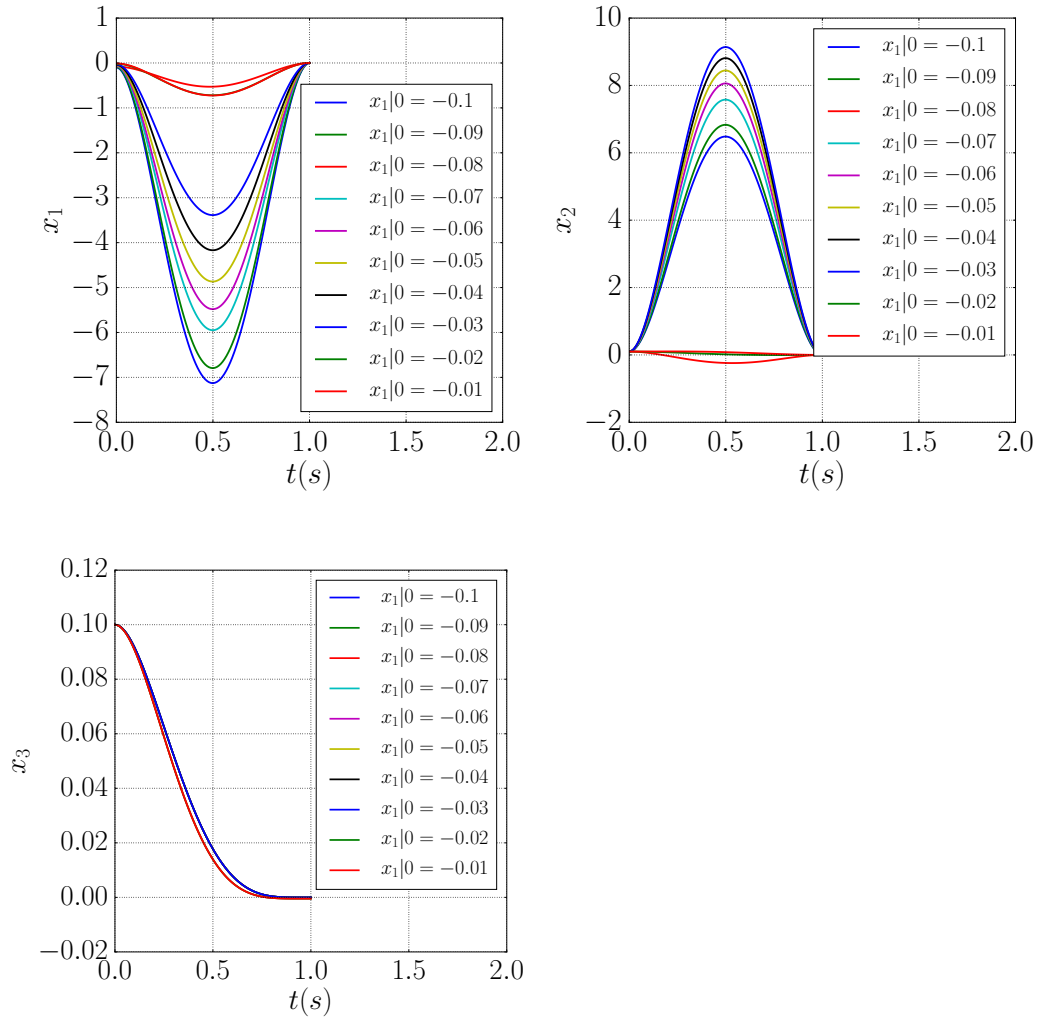 1
0
−1
−2
−3
−4
−5
−6
−7
−8
x1
x1|0 = −0.1
x1|0 = −0.09
x1|0 = −0.08
x1|0 = −0.07
x1|0 = −0.06
x1|0 = −0.05
x1|0 = −0.04
x1|0 = −0.03
x1|0 = −0.02
x1|0 = −0.01
0.0 0.5 1.0 1.5 2.0
t(s)
10
8
6
4
2
0
−2
x2
x1|0 = −0.1
x1|0 = −0.09
x1|0 = −0.08
x1|0 = −0.07
x1|0 = −0.06
x1|0 = −0.05
x1|0 = −0.04
x1|0 = −0.03
x1|0 = −0.02
x1|0 = −0.01
0.0 0.5 1.0 1.5 2.0
t(s)
0.12
0.10
0.08
0.06
0.04
0.02
0.00
−0.02
x3
x1|0 = −0.1
x1|0 = −0.09
x1|0 = −0.08
x1|0 = −0.07
x1|0 = −0.06
x1|0 = −0.05
x1|0 = −0.04
x1|0 = −0.03
x1|0 = −0.02
x1|0 = −0.01
0.0 0.5 1.0 1.5 2.0
t(s)